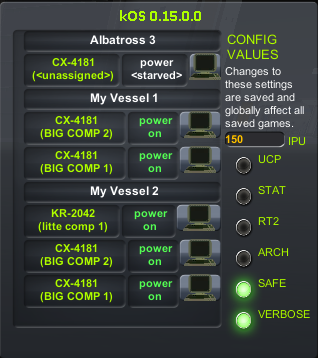 kOS 0.15.0.0
Albatross 3
CX-4181
(<unassigned>)
power
<starved>
My Vessel 1
CX-4181
(BIG COMP 2)
power
on
CX-4181
(BIG COMP 1)
power
on
My Vessel 2
KR-2042
(litte comp 1)
power
on
CX-4181
(BIG COMP 2)
power
on
CX-4181
(BIG COMP 1)
power
on
CONFIG
VALUES
Changes to
these settings
are saved and
globally affect all
saved games.
150 IPU
UCP
STAT
RT2
ARCH
SAFE
VERBOSE